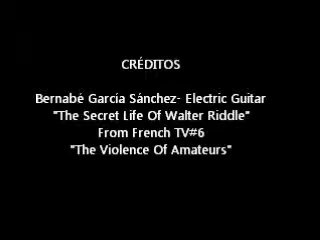 CRÉDITOS
Bernabé García Sánchez- Electric Guitar
"The Secret Life Of Walter Riddle"
From French TV#6
"The Violence Of Amateurs"